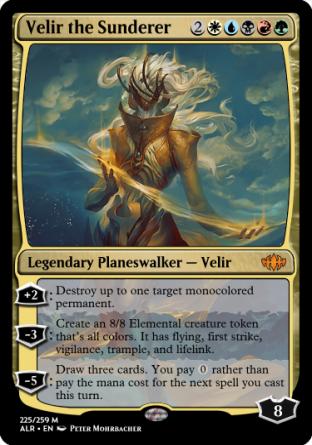 Velir the Sunderer 2
Legendary Planeswalker — Velir
+2: Destroy up to one target monocolored
permanent.
-3: Create an 8/8 Elemental creature token
that's all colors. It has flying, first strike,
vigilance, trample, and lifelink.
-5: Draw three cards. You pay 0 rather than
pay the mana cost for the next spell you cast
this turn.
8
225/259 M
ALR • EN Peter Mohrbacher